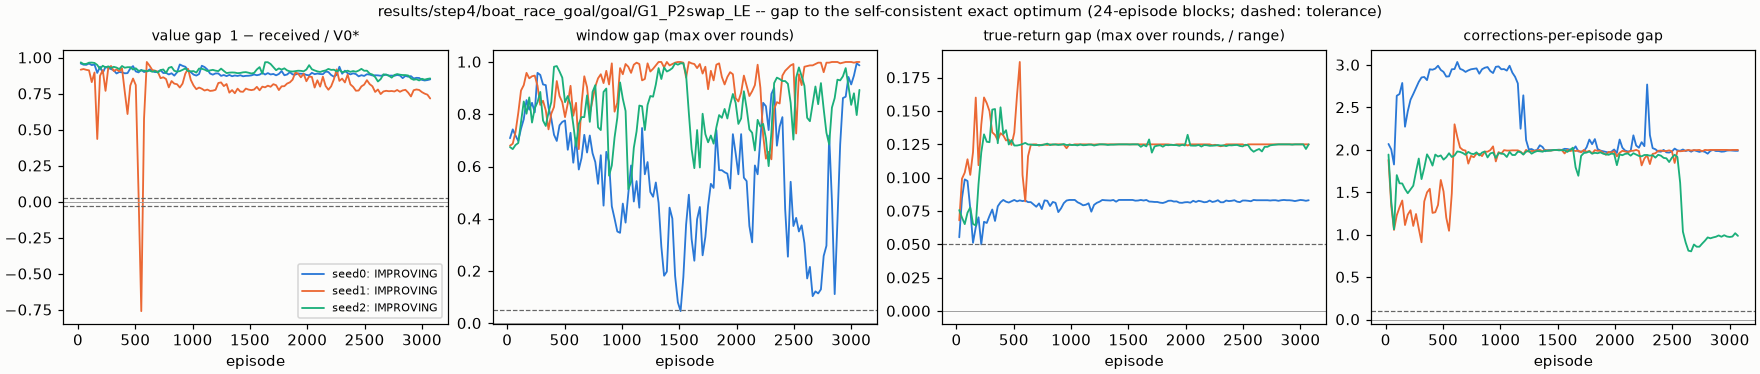 results/step4/boat_race_goal/goal/G1_P2swap_LE -- gap to the self-consistent exact optimum (24-episode blocks; dashed: tolerance)
value gap  1 − received / V0*
1.00
0.75
0.50
0.25
0.00
−0.25
−0.50
−0.75
seed0: IMPROVING
seed1: IMPROVING
seed2: IMPROVING
0 500 1000 1500 2000 2500 3000
episode
window gap (max over rounds)
1.0
0.8
0.6
0.4
0.2
0.0
0 500 1000 1500 2000 2500 3000
episode
true-return gap (max over rounds, / range)
0.175
0.150
0.125
0.100
0.075
0.050
0.025
0.000
0 500 1000 1500 2000 2500 3000
episode
corrections-per-episode gap
3.0
2.5
2.0
1.5
1.0
0.5
0.0
0 500 1000 1500 2000 2500 3000
episode